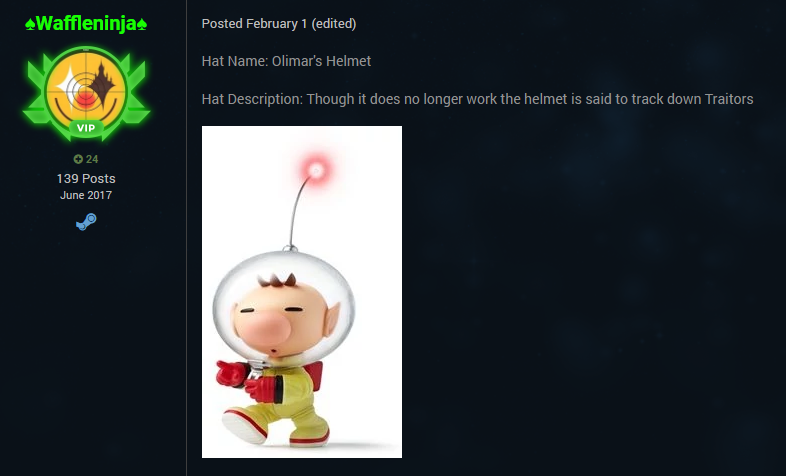 ♠Waffleninja♠
VIP
24
139 Posts
June 2017
Posted February 1 (edited)
Hat Name: Olimar's Helmet
Hat Description: Though it does no longer work the helmet is said to track down Traitors